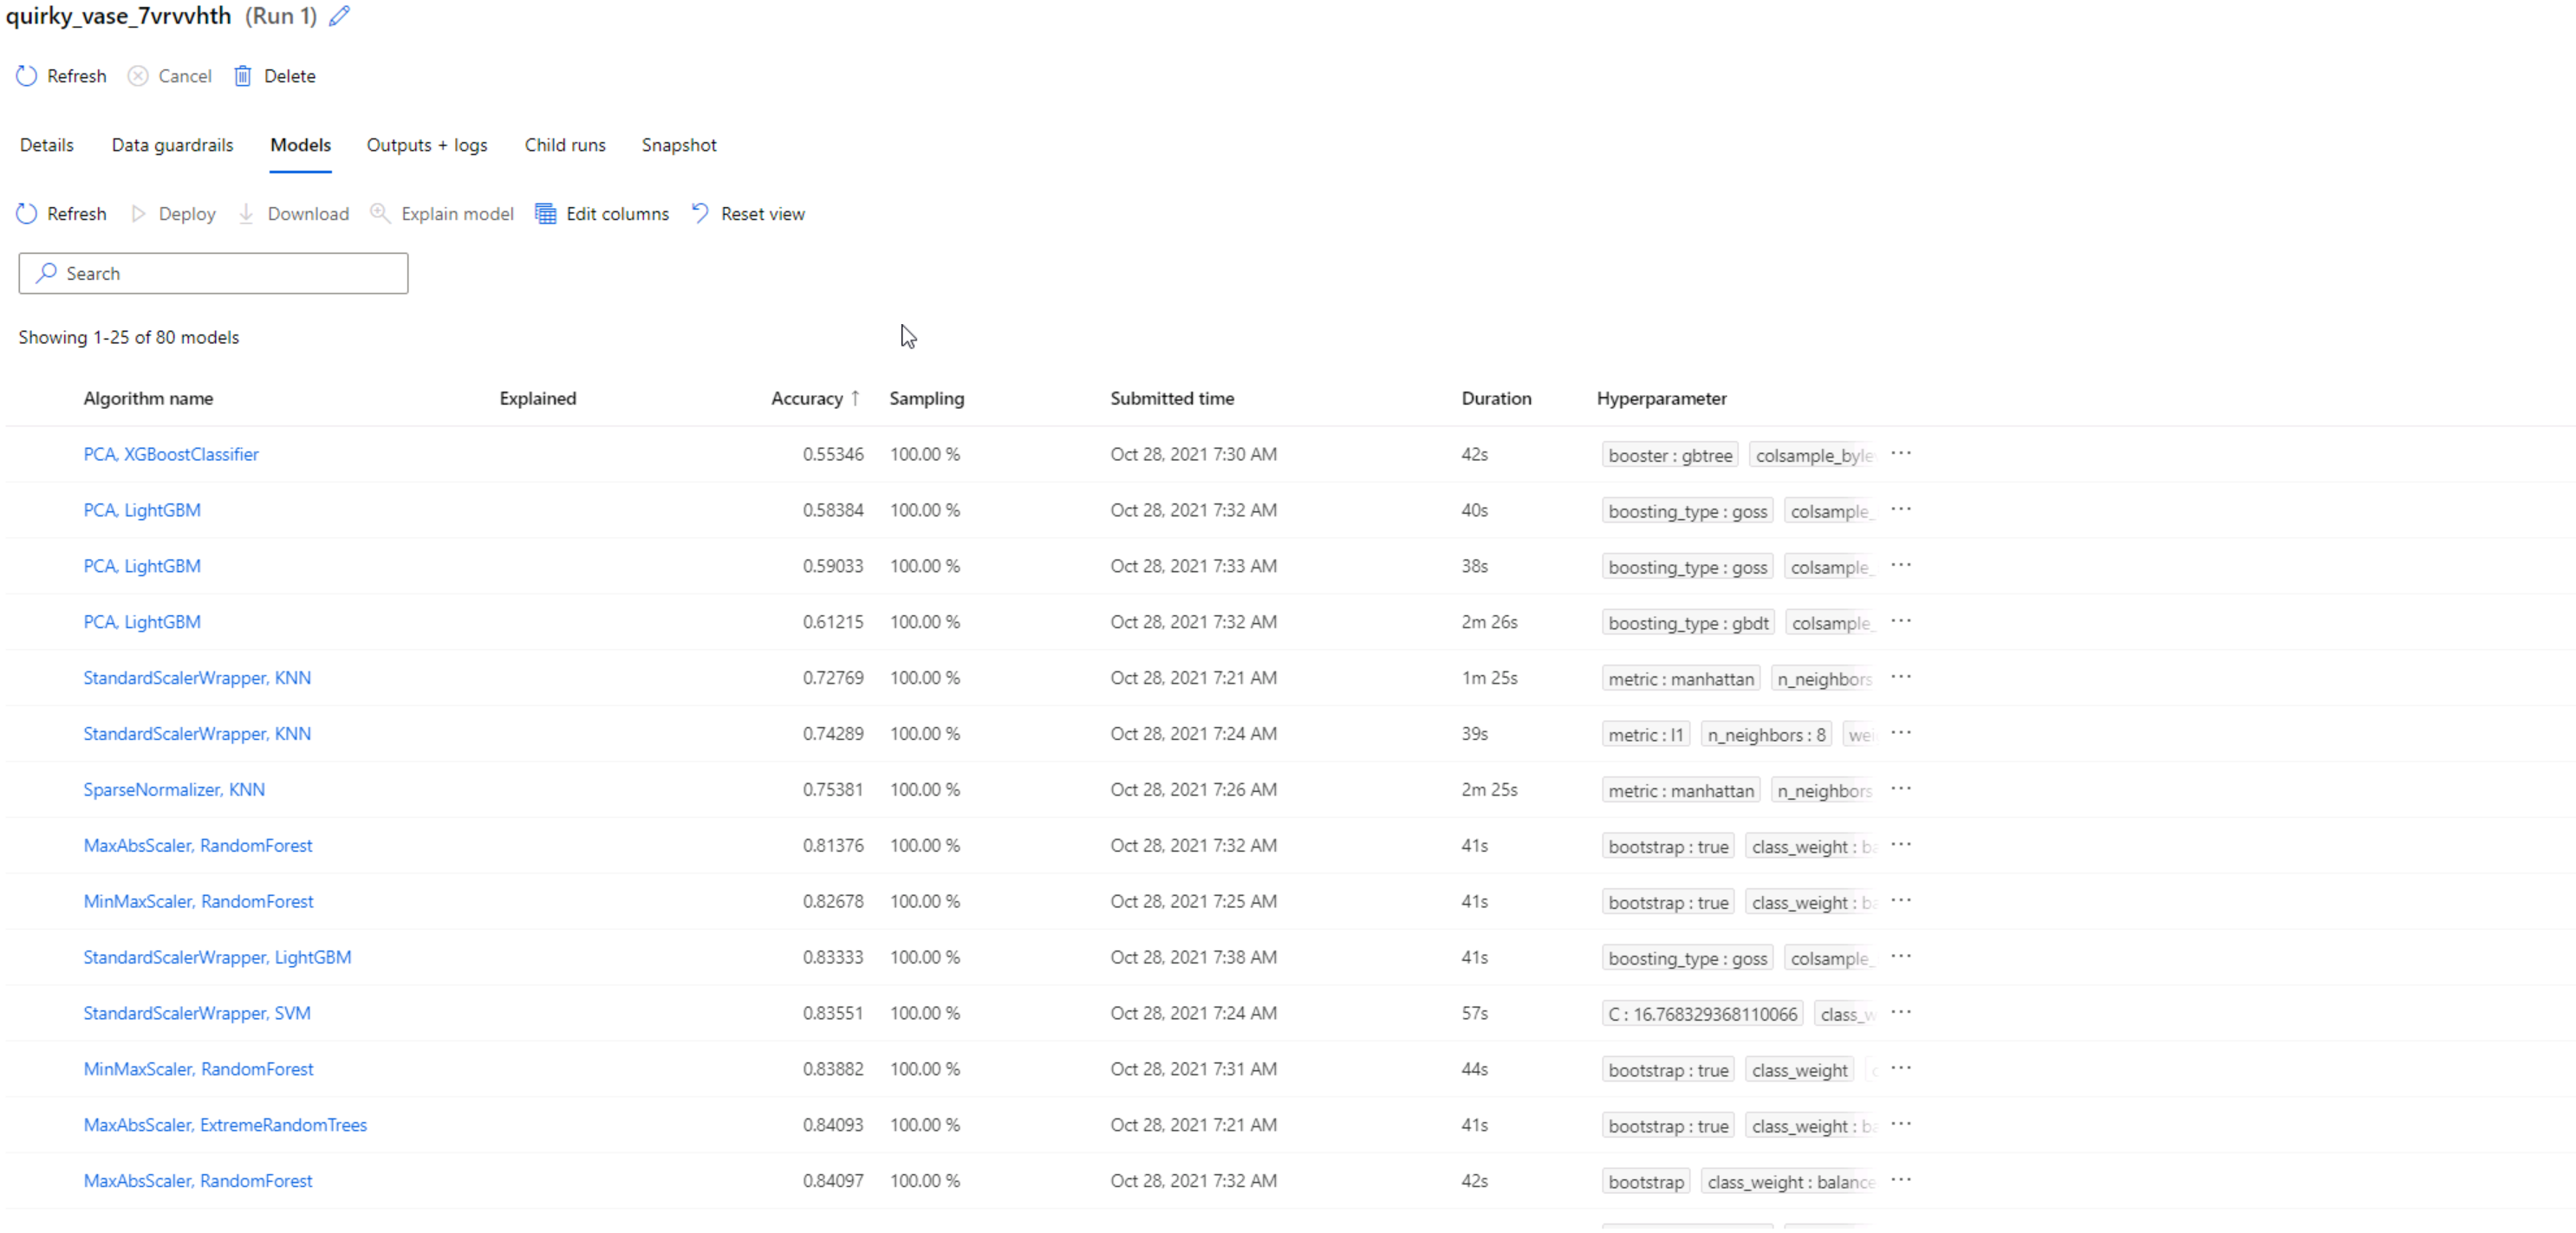 quirky_vase_7vrvvhth (Run 1)
Refresh Cancel Delete
Details Data guardrails Models Outputs + logs Child runs Snapshot
Refresh Deploy Download Explain model Edit columns Reset view
Search
Showing 1-25 of 80 models
Algorithm name Explained Accuracy ↑ Sampling Submitted time Duration Hyperparameter
PCA, XGBoostClassifier 0.55346 100.00 % Oct 28, 2021 7:30 AM 42s booster : gbtree colsample_byle ...
PCA, LightGBM 0.58384 100.00 % Oct 28, 2021 7:32 AM 40s boosting_type : goss colsample_ ...
PCA, LightGBM 0.59033 100.00 % Oct 28, 2021 7:33 AM 38s boosting_type : goss colsample_ ...
PCA, LightGBM 0.61215 100.00 % Oct 28, 2021 7:32 AM 2m 26s boosting_type : gbdt colsample_ ...
StandardScalerWrapper, KNN 0.72769 100.00 % Oct 28, 2021 7:21 AM 1m 25s metric : manhattan n_neighbors ...
StandardScalerWrapper, KNN 0.74289 100.00 % Oct 28, 2021 7:24 AM 39s metric : l1 n_neighbors : 8 wei ...
SparseNormalizer, KNN 0.75381 100.00 % Oct 28, 2021 7:26 AM 2m 25s metric : manhattan n_neighbors ...
MaxAbsScaler, RandomForest 0.81376 100.00 % Oct 28, 2021 7:32 AM 41s bootstrap : true class_weight : ba ...
MinMaxScaler, RandomForest 0.82678 100.00 % Oct 28, 2021 7:25 AM 41s bootstrap : true class_weight : ba ...
StandardScalerWrapper, LightGBM 0.83333 100.00 % Oct 28, 2021 7:38 AM 41s boosting_type : goss colsample_ ...
StandardScalerWrapper, SVM 0.83551 100.00 % Oct 28, 2021 7:24 AM 57s C : 16.768329368110066 class_w ...
MinMaxScaler, RandomForest 0.83882 100.00 % Oct 28, 2021 7:31 AM 44s bootstrap : true class_weight ...
MaxAbsScaler, ExtremeRandomTrees 0.84093 100.00 % Oct 28, 2021 7:21 AM 41s bootstrap : true class_weight : ba ...
MaxAbsScaler, RandomForest 0.84097 100.00 % Oct 28, 2021 7:32 AM 42s bootstrap class_weight : balance ...